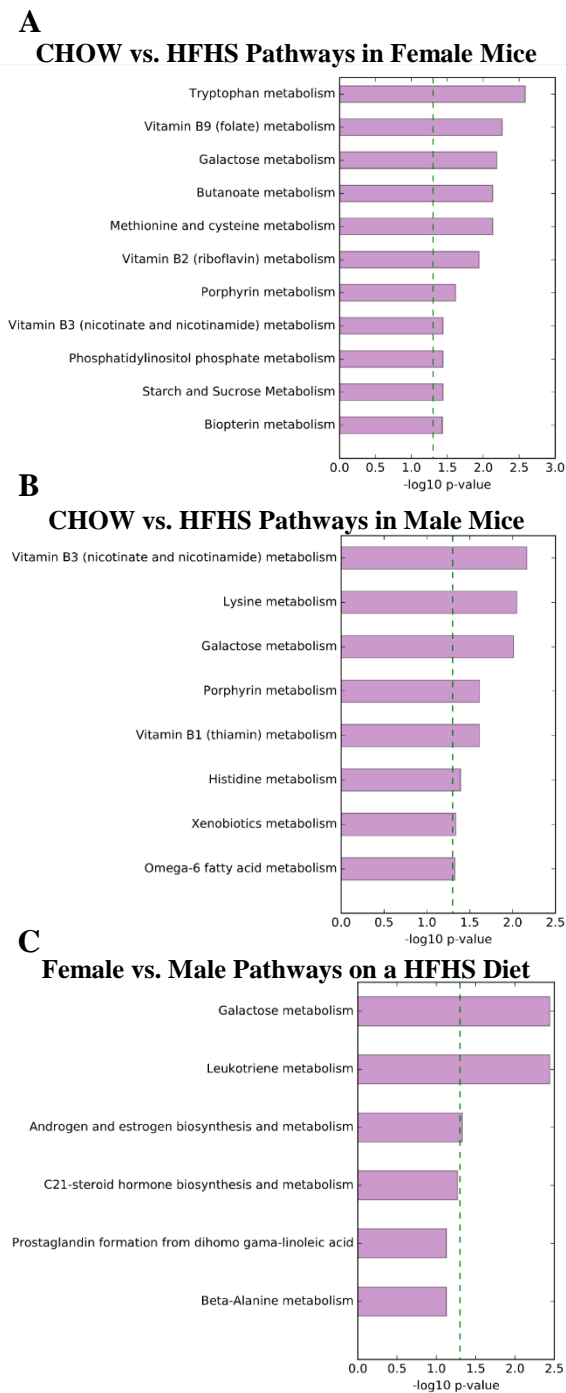 A
CHOW vs. HFHS Pathways in Female Mice
Tryptophan metabolism
Vitamin B9 (folate) metabolism
Galactose metabolism
Butanoate metabolism
Methionine and cysteine metabolism
Vitamin B2 (riboflavin) metabolism
Porphyrin metabolism
Vitamin B3 (nicotinate and nicotinamide) metabolism
Phosphatidylinositol phosphate metabolism
Starch and Sucrose Metabolism
Biopterin metabolism
0.0 0.5 1.0 1.5 2.0 2.5 3.0
-log10 p-value
B
CHOW vs. HFHS Pathways in Male Mice
Vitamin B3 (nicotinate and nicotinamide) metabolism
Lysine metabolism
Galactose metabolism
Porphyrin metabolism
Vitamin B1 (thiamin) metabolism
Histidine metabolism
Xenobiotics metabolism
Omega-6 fatty acid metabolism
0.0 0.5 1.0 1.5 2.0 2.5
-log10 p-value
C
Female vs. Male Pathways on a HFHS Diet
Galactose metabolism
Leukotriene metabolism
Androgen and estrogen biosynthesis and metabolism
C21-steroid hormone biosynthesis and metabolism
Prostaglandin formation from dihomo gama-linoleic acid
Beta-Alanine metabolism
0.0 0.5 1.0 1.5 2.0 2.5
-log10 p-value